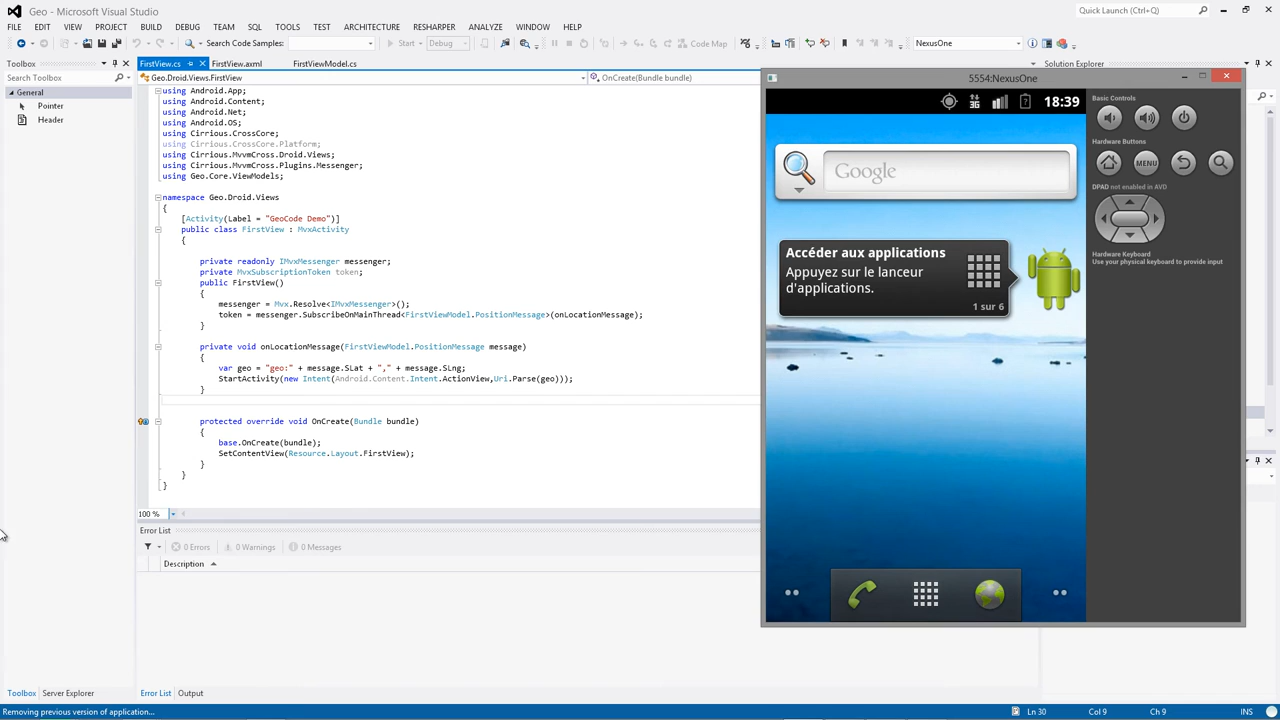 Geo - Microsoft Visual Studio
Quick Launch (Ctrl+Q)
FILE EDIT VIEW PROJECT BUILD DEBUG TEAM SQL TOOLS TEST ARCHITECTURE RESHARPER ANALYZE WINDOW HELP
Search Code Samples: Start Debug Code Map NexusOne
Toolbox
Search Toolbox
General
Pointer
Header
FirstView.cs FirstView.axml FirstViewModel.cs
Solution Explorer
Geo.Droid.Views.FirstView OnCreate(Bundle bundle)
using Android.App;
using Android.Content;
using Android.Net;
using Android.OS;
using Cirrious.CrossCore;
using Cirrious.CrossCore.Platform;
using Cirrious.MvvmCross.Droid.Views;
using Cirrious.MvvmCross.Plugins.Messenger;
using Geo.Core.ViewModels;
namespace Geo.Droid.Views
{
[Activity(Label = "GeoCode Demo")]
public class FirstView : MvxActivity
{
private readonly IMvxMessenger messenger;
private MvxSubscriptionToken token;
public FirstView()
{
messenger = Mvx.Resolve<IMvxMessenger>();
token = messenger.SubscribeOnMainThread<FirstViewModel.PositionMessage>(onLocationMessage);
}
private void onLocationMessage(FirstViewModel.PositionMessage message)
{
var geo = "geo:" + message.SLat + "," + message.SLng;
StartActivity(new Intent(Android.Content.Intent.ActionView,Uri.Parse(geo)));
}
protected override void OnCreate(Bundle bundle)
{
base.OnCreate(bundle);
SetContentView(Resource.Layout.FirstView);
}
}
}
100 %
Error List
0 Errors 0 Warnings 0 Messages
Description
5554:NexusOne
3G 18:39
Google
Accéder aux applications
Appuyez sur le lanceur
d'applications.
1 sur 6
Basic Controls
Hardware Buttons
MENU
DPAD not enabled in AVD
Hardware Keyboard
Use your physical keyboard to provide input
Toolbox Server Explorer
Error List Output
Removing previous version of application... Ln 30 Col 9 Ch 9 INS